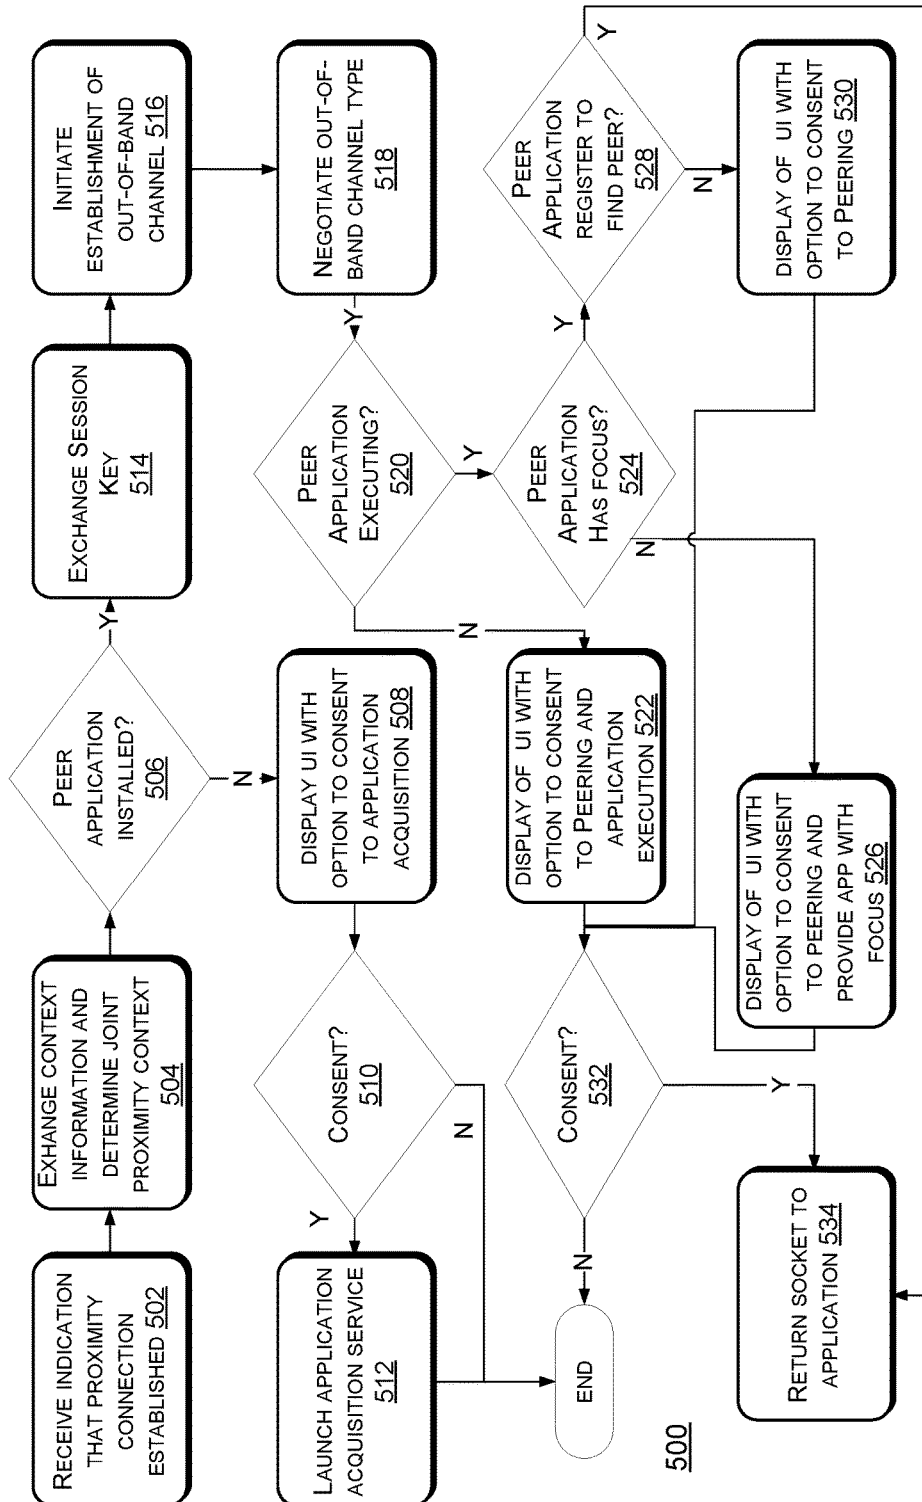 RECEIVE INDICATION
THAT PROXIMITY
CONNECTION
ESTABLISHED 502
EXHANGE CONTEXT
INFORMATION AND
DETERMINE JOINT
PROXIMITY CONTEXT
504
PEER
APPLICATION
INSTALLED?
506
Y
N
EXCHANGE SESSION
KEY
514
INITIATE
ESTABLISHMENT OF
OUT-OF-BAND
CHANNEL 516
LAUNCH APPLICATION
ACQUISITION SERVICE
512
Y
CONSENT?
510
N
DISPLAY UI WITH
OPTION TO CONSENT
TO APPLICATION
ACQUISITION 508
PEER
APPLICATION
EXECUTING?
520
Y
N
Y
NEGOTIATE OUT-OF-
BAND CHANNEL TYPE
518
END
N
CONSENT?
532
Y
DISPLAY OF UI WITH
OPTION TO CONSENT
TO PEERING AND
APPLICATION
EXECUTION 522
PEER
APPLICATION
HAS FOCUS?
524
N
Y
PEER
APPLICATION
REGISTER TO
FIND PEER?
528
Y
N
500
RETURN SOCKET TO
APPLICATION 534
DISPLAY OF UI WITH
OPTION TO CONSENT
TO PEERING AND
PROVIDE APP WITH
FOCUS 526
DISPLAY OF UI WITH
OPTION TO CONSENT
TO PEERING 530